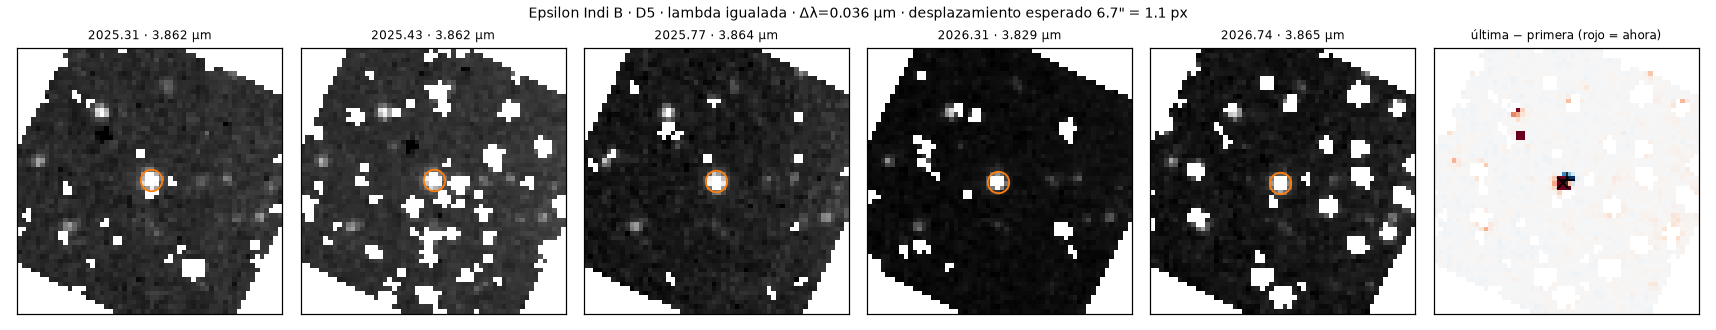 Epsilon Indi B · D5 · lambda igualada · Δλ=0.036 µm · desplazamiento esperado 6.7" = 1.1 px
2025.31 · 3.862 µm
2025.43 · 3.862 µm
2025.77 · 3.864 µm
2026.31 · 3.829 µm
2026.74 · 3.865 µm
última − primera (rojo = ahora)